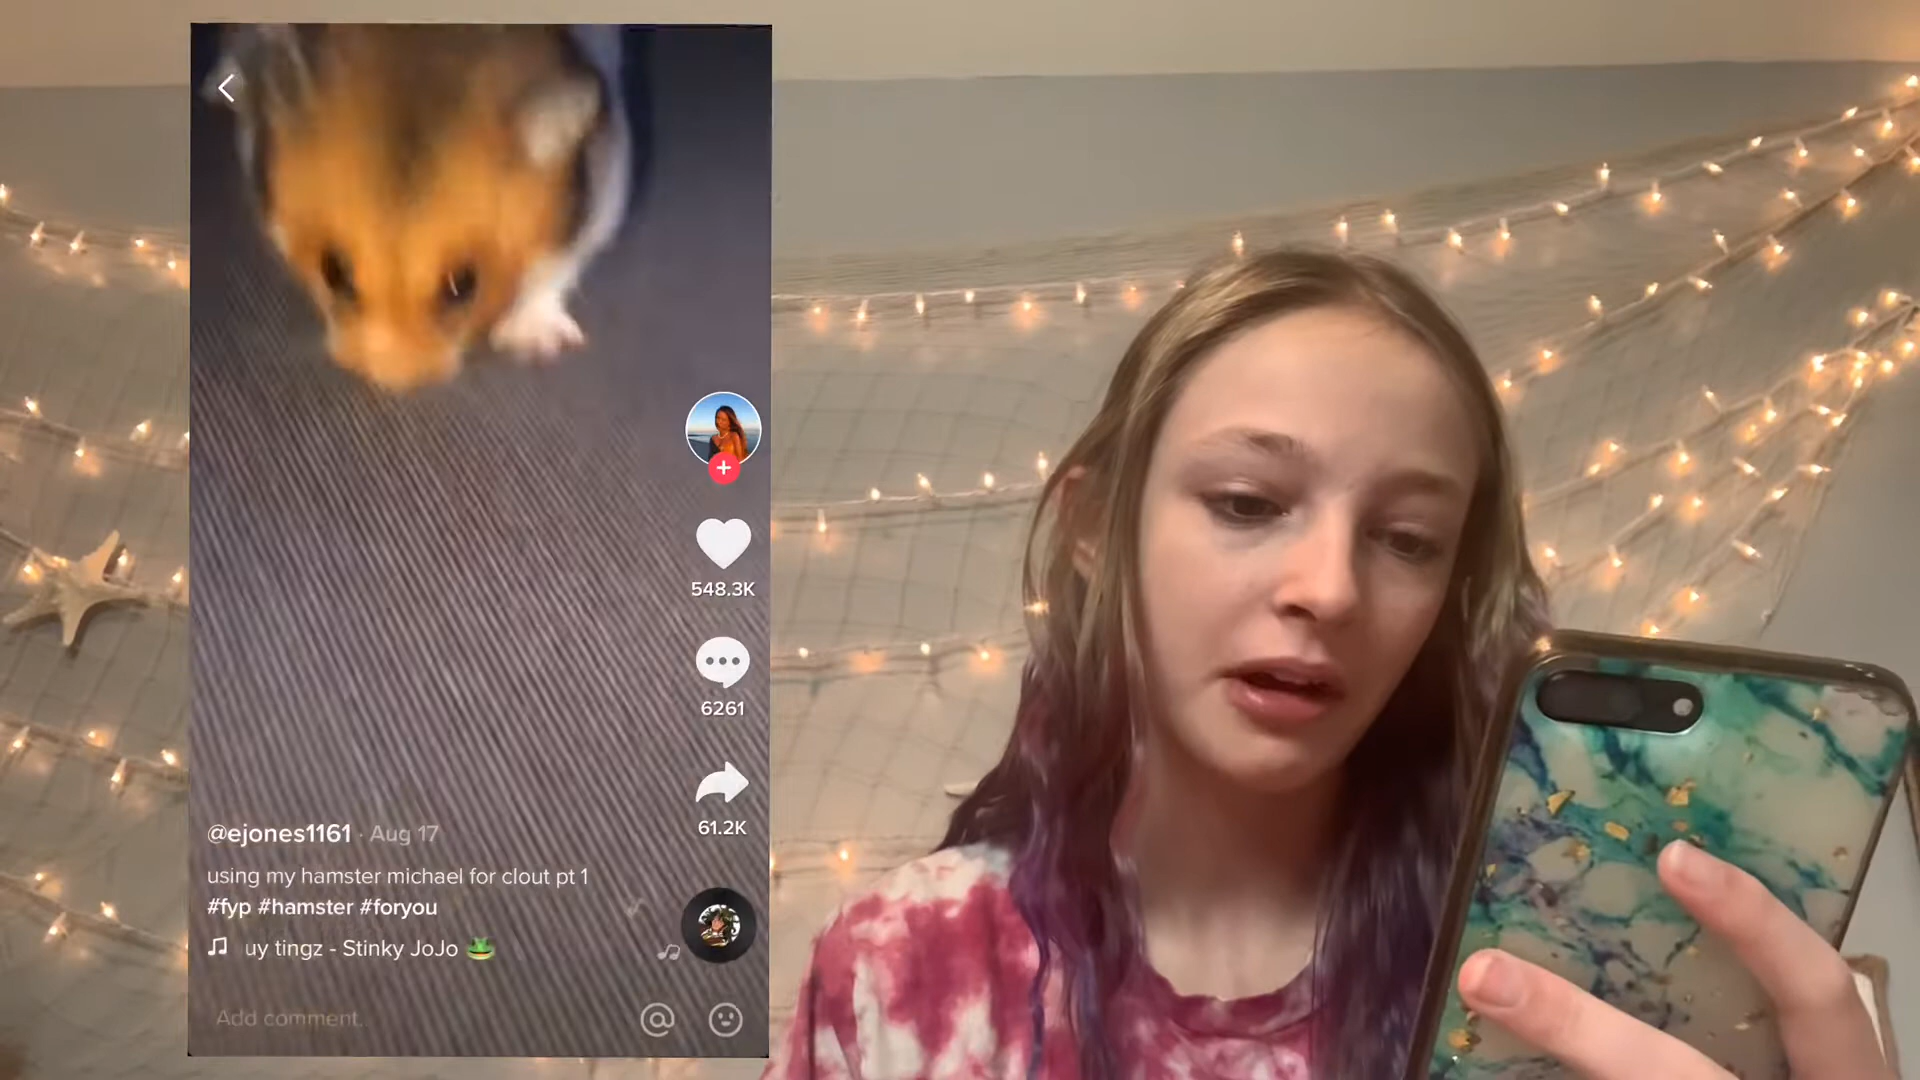 548.3K
6261
61.2K
@ejones1161 · Aug 17
using my hamster michael for clout pt 1
#fyp #hamster #foryou
uy tingz - Stinky JoJo 🐸
Add comment..